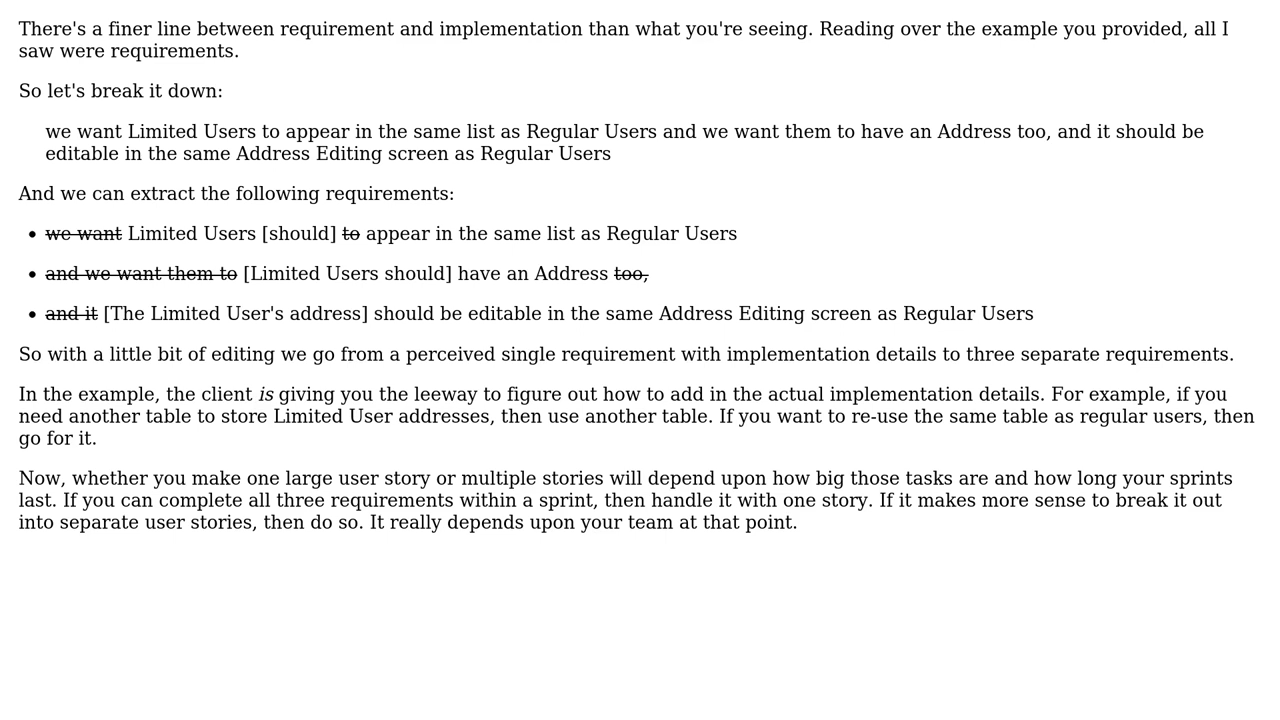 There's a finer line between requirement and implementation than what you're seeing. Reading over the example you provided, all I
saw were requirements.
So let's break it down:
we want Limited Users to appear in the same list as Regular Users and we want them to have an Address too, and it should be
editable in the same Address Editing screen as Regular Users
And we can extract the following requirements:
• we want Limited Users [should] to appear in the same list as Regular Users
• and we want them to [Limited Users should] have an Address too,
• and it [The Limited User's address] should be editable in the same Address Editing screen as Regular Users
So with a little bit of editing we go from a perceived single requirement with implementation details to three separate requirements.
In the example, the client is giving you the leeway to figure out how to add in the actual implementation details. For example, if you
need another table to store Limited User addresses, then use another table. If you want to re-use the same table as regular users, then
go for it.
Now, whether you make one large user story or multiple stories will depend upon how big those tasks are and how long your sprints
last. If you can complete all three requirements within a sprint, then handle it with one story. If it makes more sense to break it out
into separate user stories, then do so. It really depends upon your team at that point.